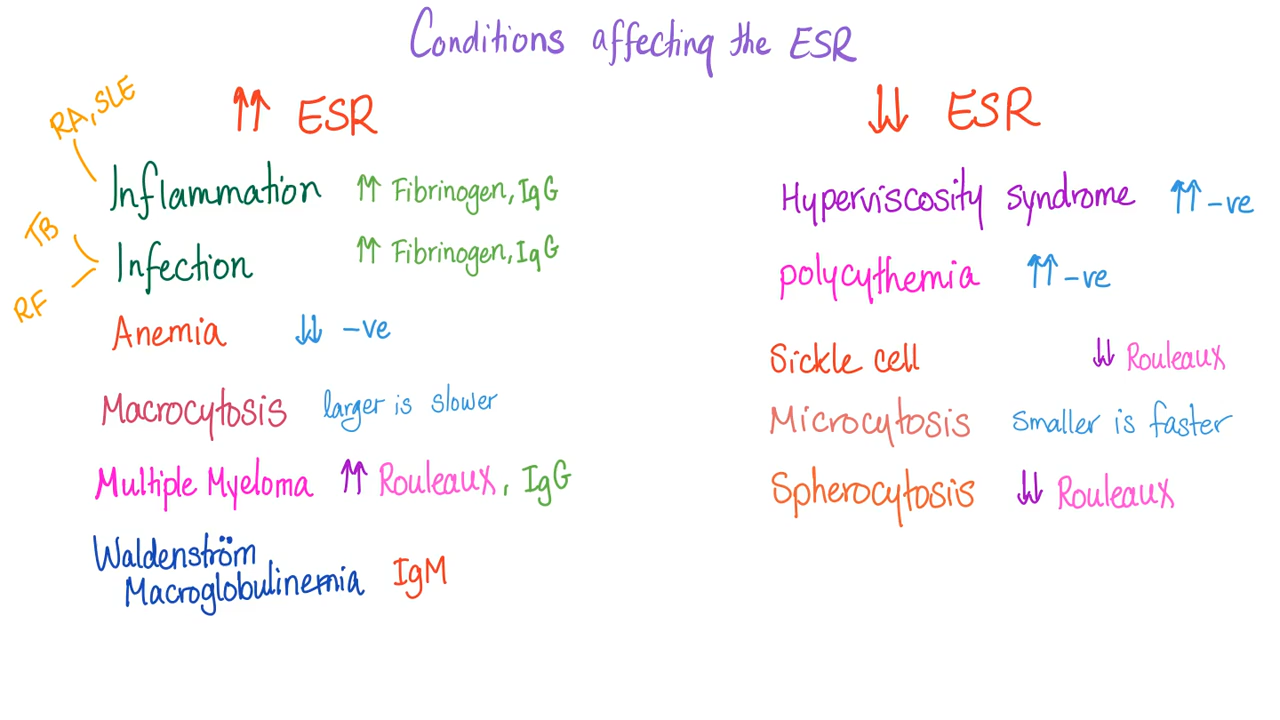 Conditions affecting the ESR
↑↑ ESR
RA, SLE
Inflammation ↑↑ Fibrinogen, IgG
TB
Infection ↑↑ Fibrinogen, IgG
RF
Anemia ↓↓ -ve
Macrocytosis larger is slower
Multiple Myeloma ↑↑ Rouleaux, IgG
Waldenström
Macroglobulinemia IgM
↓↓ ESR
Hyperviscosity syndrome ↑↑ -ve
polycythemia ↑↑ -ve
Sickle cell ↓↓ Rouleaux
Microcytosis smaller is faster
Spherocytosis ↓↓ Rouleaux